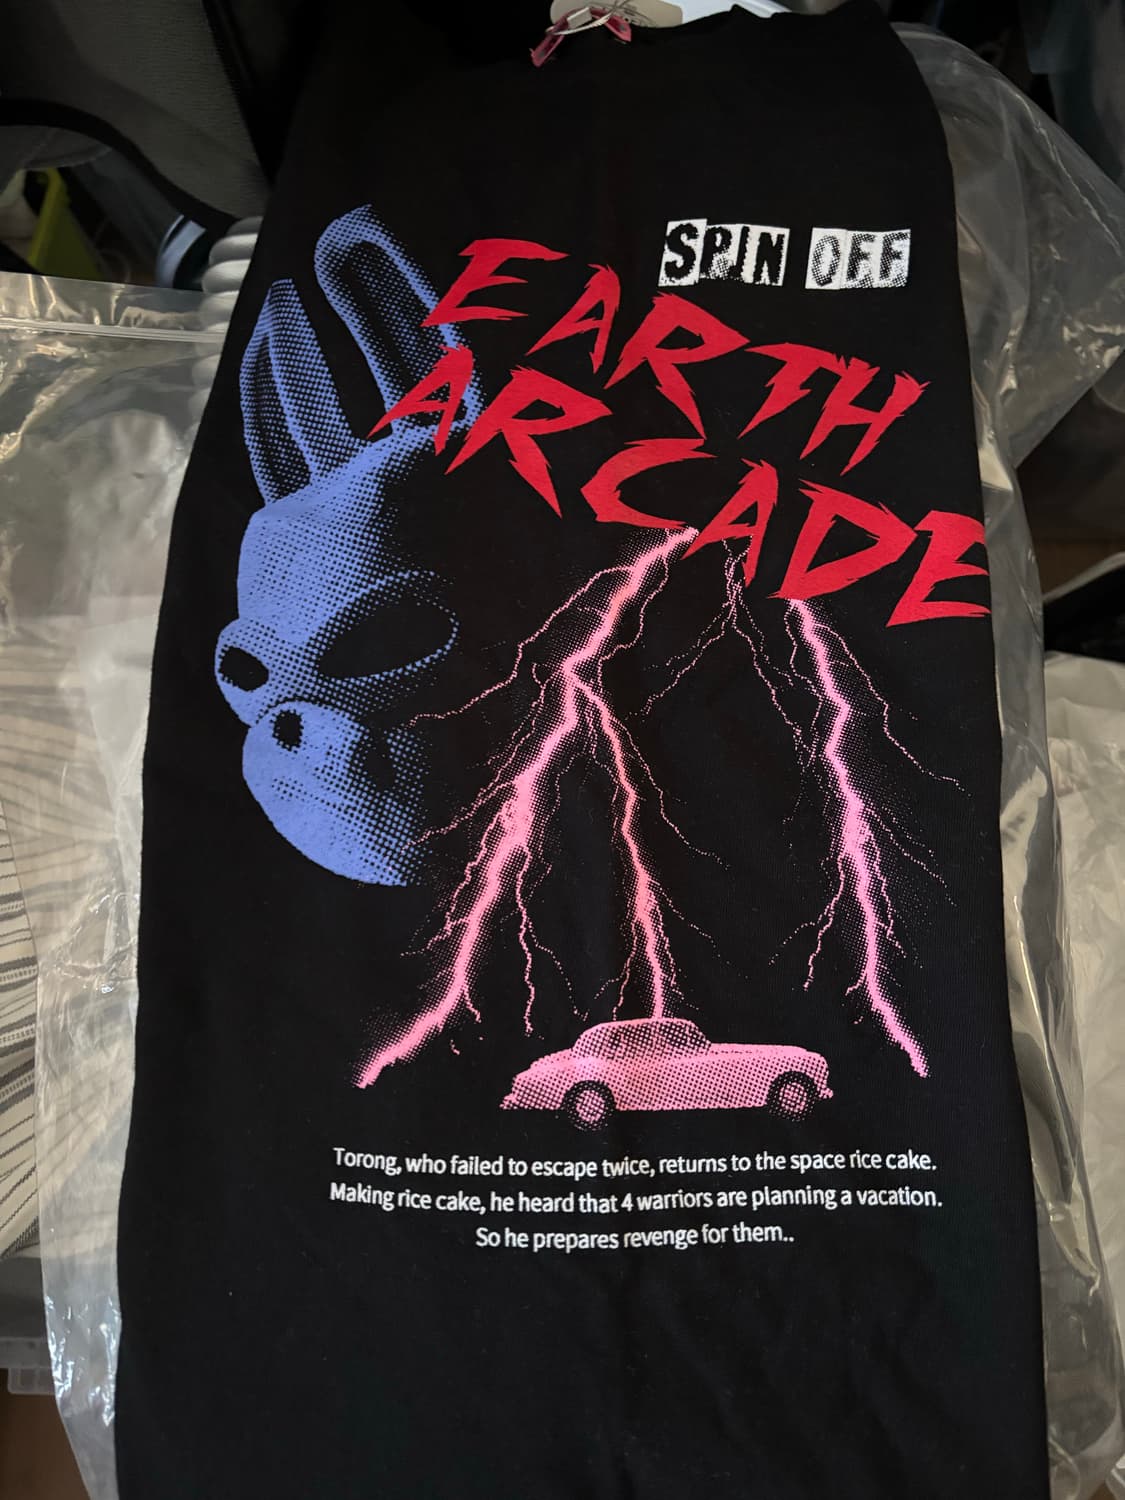 SPIN OFF
EARTH
ARCADE
Torong, who failed to escape twice, returns to the space rice cake.
Making rice cake, he heard that 4 warriors are planning a vacation.
So he prepares revenge for them..